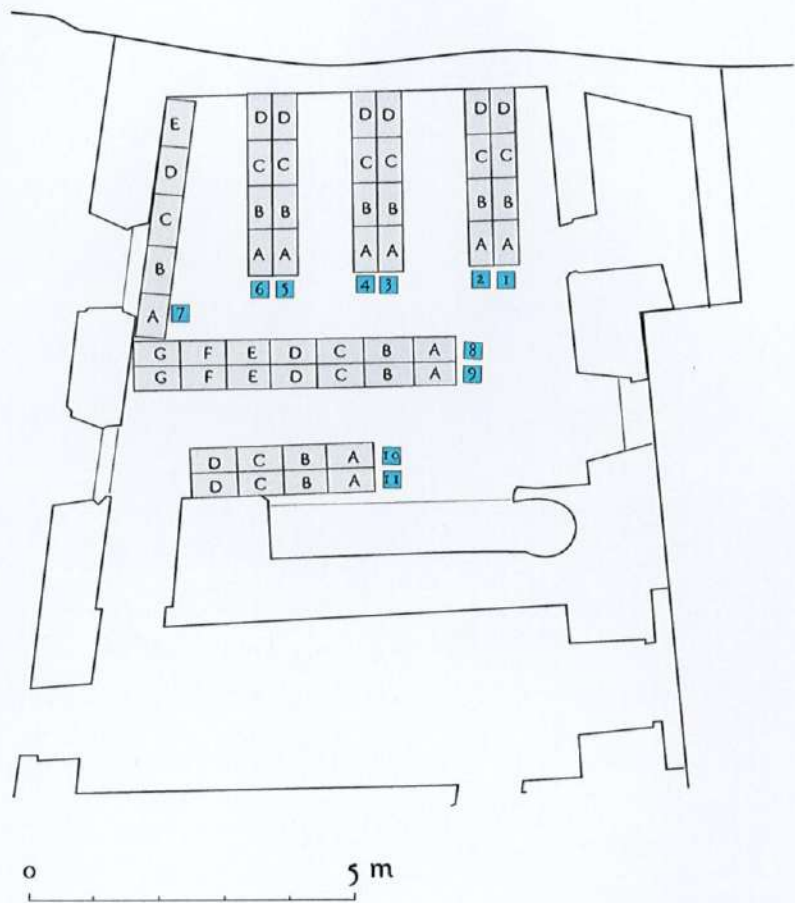 E
D
C
B
A 7
D D
C C
B B
A A
6 5
D D
C C
B B
A A
4 3
D D
C C
B B
A A
2 1
G F E D C B A 8
G F E D C B A 9
D C B A 10
D C B A 11
0 5 m